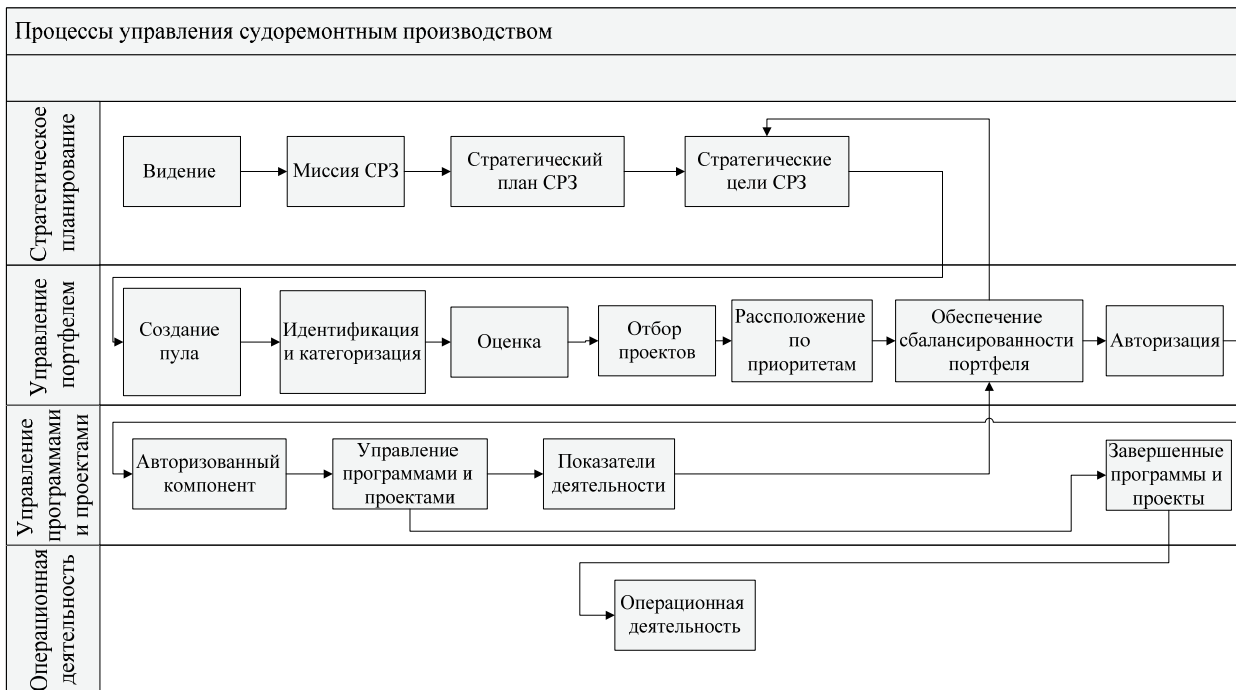 Процессы управления судоремонтным производством
Стратегическое
планирование
Видение
Миссия СРЗ
Стратегический
план СРЗ
Стратегические
цели СРЗ
Управление
портфелем
Создание
пула
Идентификация
и категоризация
Оценка
Отбор
проектов
Рассположение
по
приоритетам
Обеспечение
сбалансированности
портфеля
Авторизация
Управление
программами
и проектами
Авторизованный
компонент
Управление
программами и
проектами
Показатели
деятельности
Завершенные
программы и
проекты
Операционная
деятельность
Операционная
деятельность